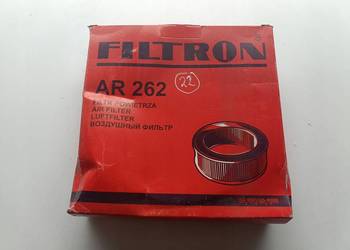 FILTRON
AR 262
22
FILTR POWIETRZA
AIR FILTER
LUFTFILTER
ВОЗДУШНЫЙ ФИЛЬТР